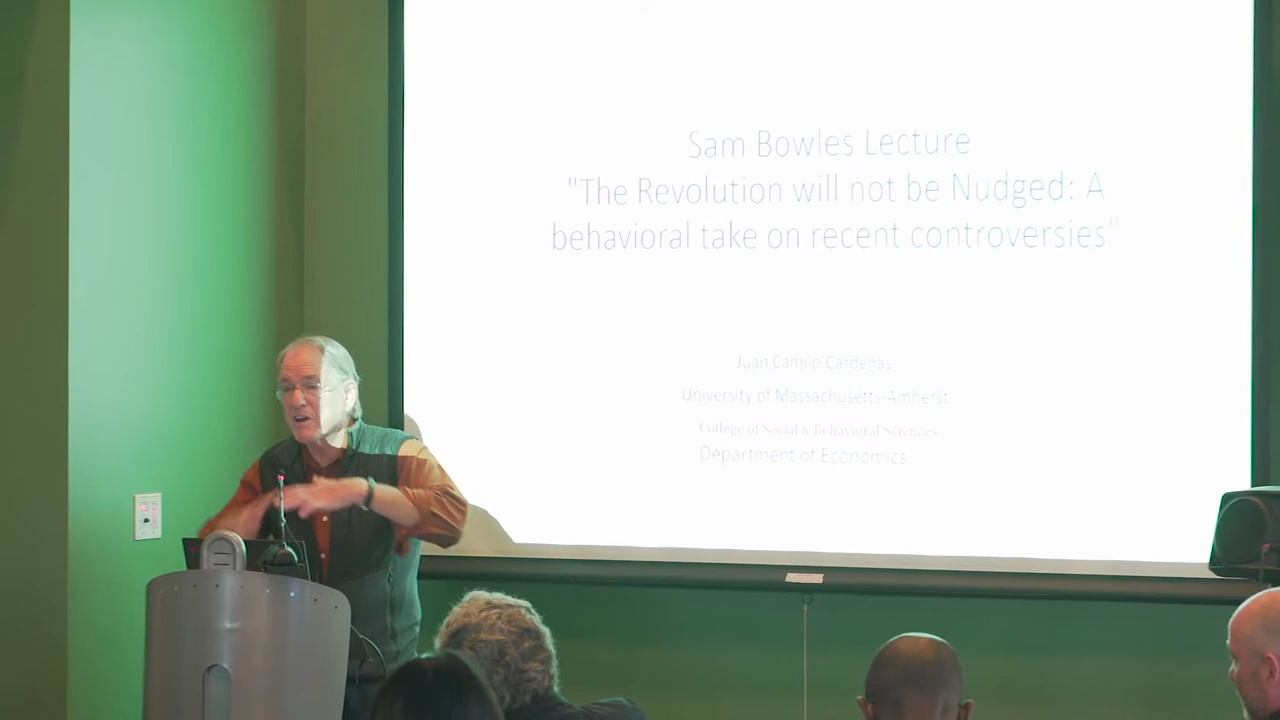 Sam Bowles Lecture
"The Revolution will not be Nudged: A
behavioral take on recent controversies"
Juan Camilo Cardenas
University of Massachusetts-Amherst
College of Social & Behavioral Sciences
Department of Economics